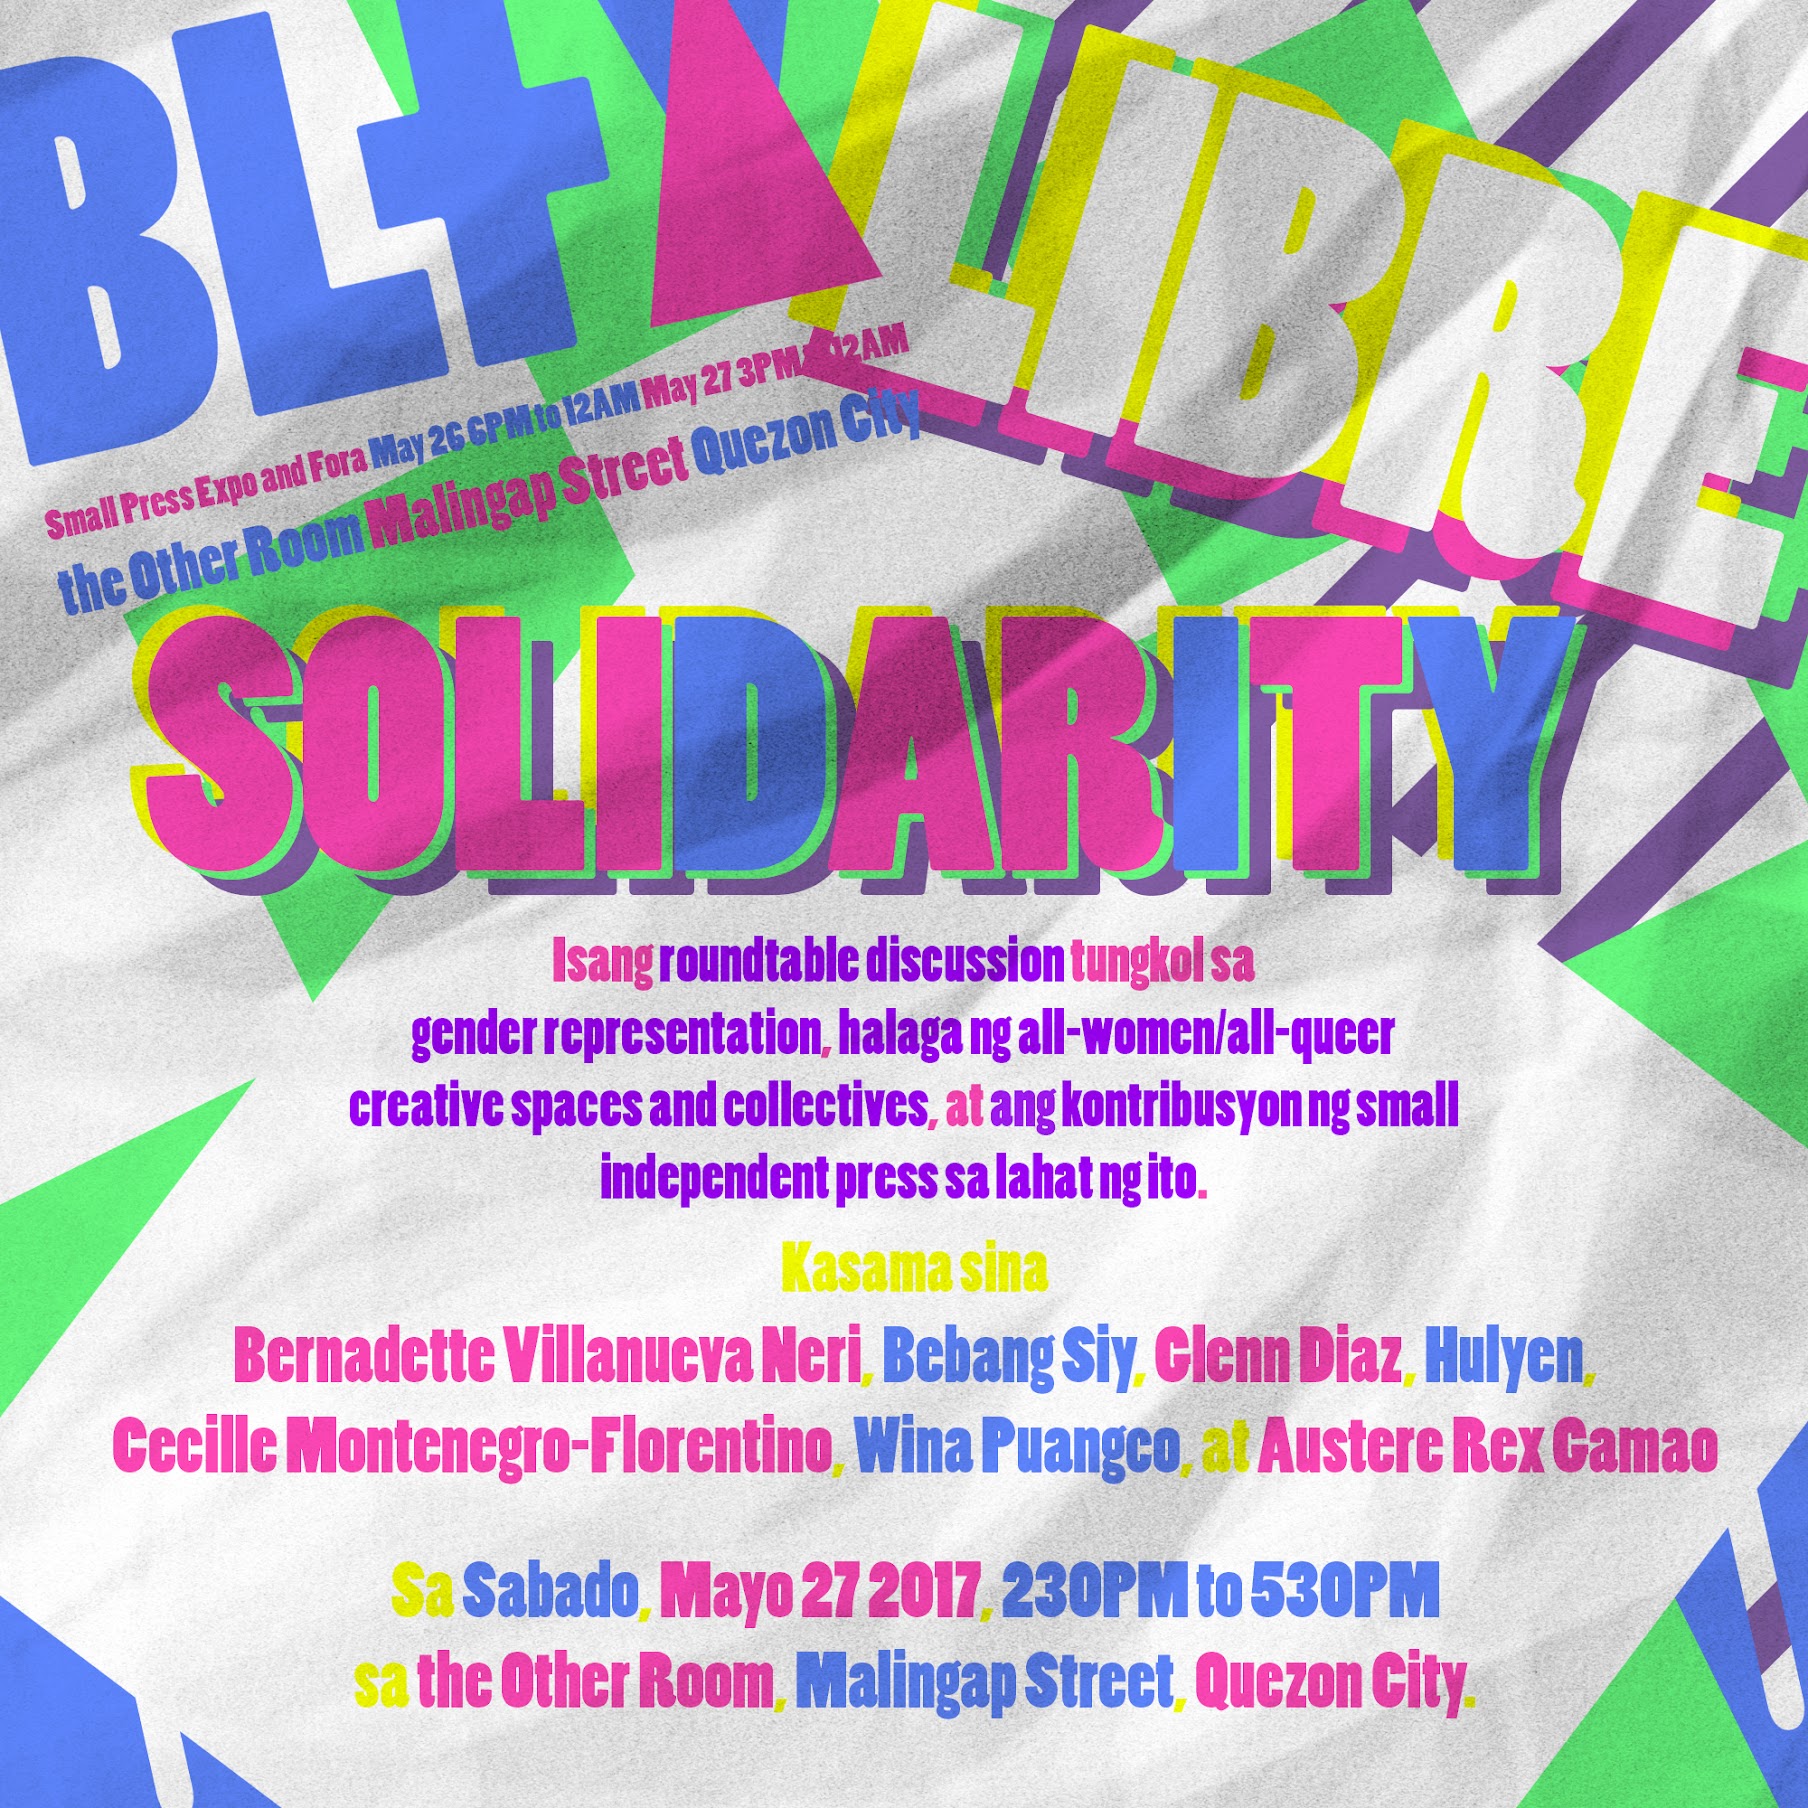 BLTX LIBRE
Small Press Expo and Fora May 26 6PM to 12AM May 27 3PM 12AM
the Other Room Malingap Street Quezon City
SOLIDARITY
Isang roundtable discussion tungkol sa
gender representation, halaga ng all-women/all-queer
creative spaces and collectives, at ang kontribusyon ng small
independent press sa lahat ng ito.
Kasama sina
Bernadette Villanueva Neri, Bebang Siy, Glenn Diaz, Hulyen,
Cecille Montenegro-Florentino, Wina Puangco, at Austere Rex Gamao
Sa Sabado, Mayo 27 2017, 230PM to 530PM
sa the Other Room, Malingap Street, Quezon City.